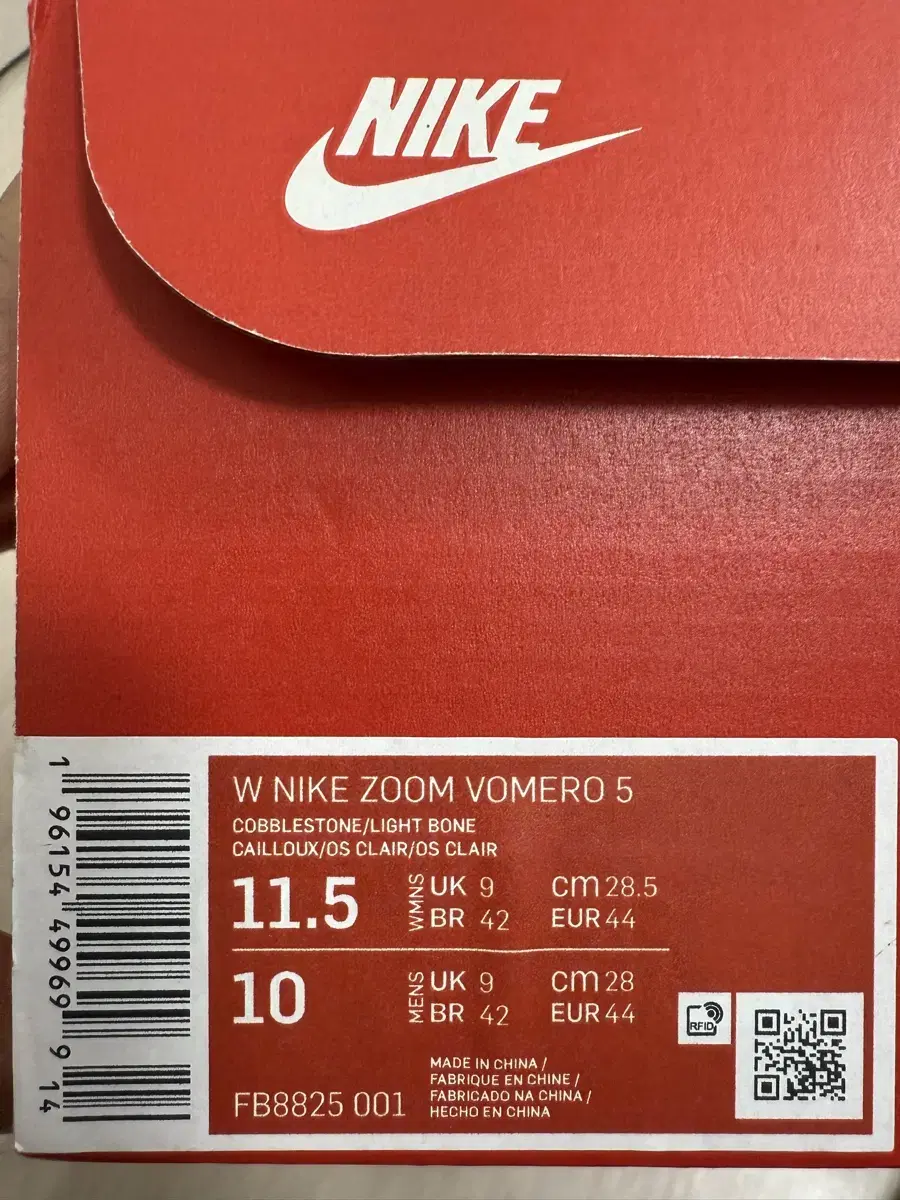 NIKE
W NIKE ZOOM VOMERO 5
COBBLESTONE/LIGHT BONE
CAILLOUX/OS CLAIR/OS CLAIR
11.5 WMNS UK 9 CM 28.5
BR 42 EUR 44
10 MENS UK 9 CM 28
BR 42 EUR 44
RFID
MADE IN CHINA /
FABRIQUE EN CHINE /
FABRICADO NA CHINA /
HECHO EN CHINA
FB8825 001
1 96154 49969 9 14